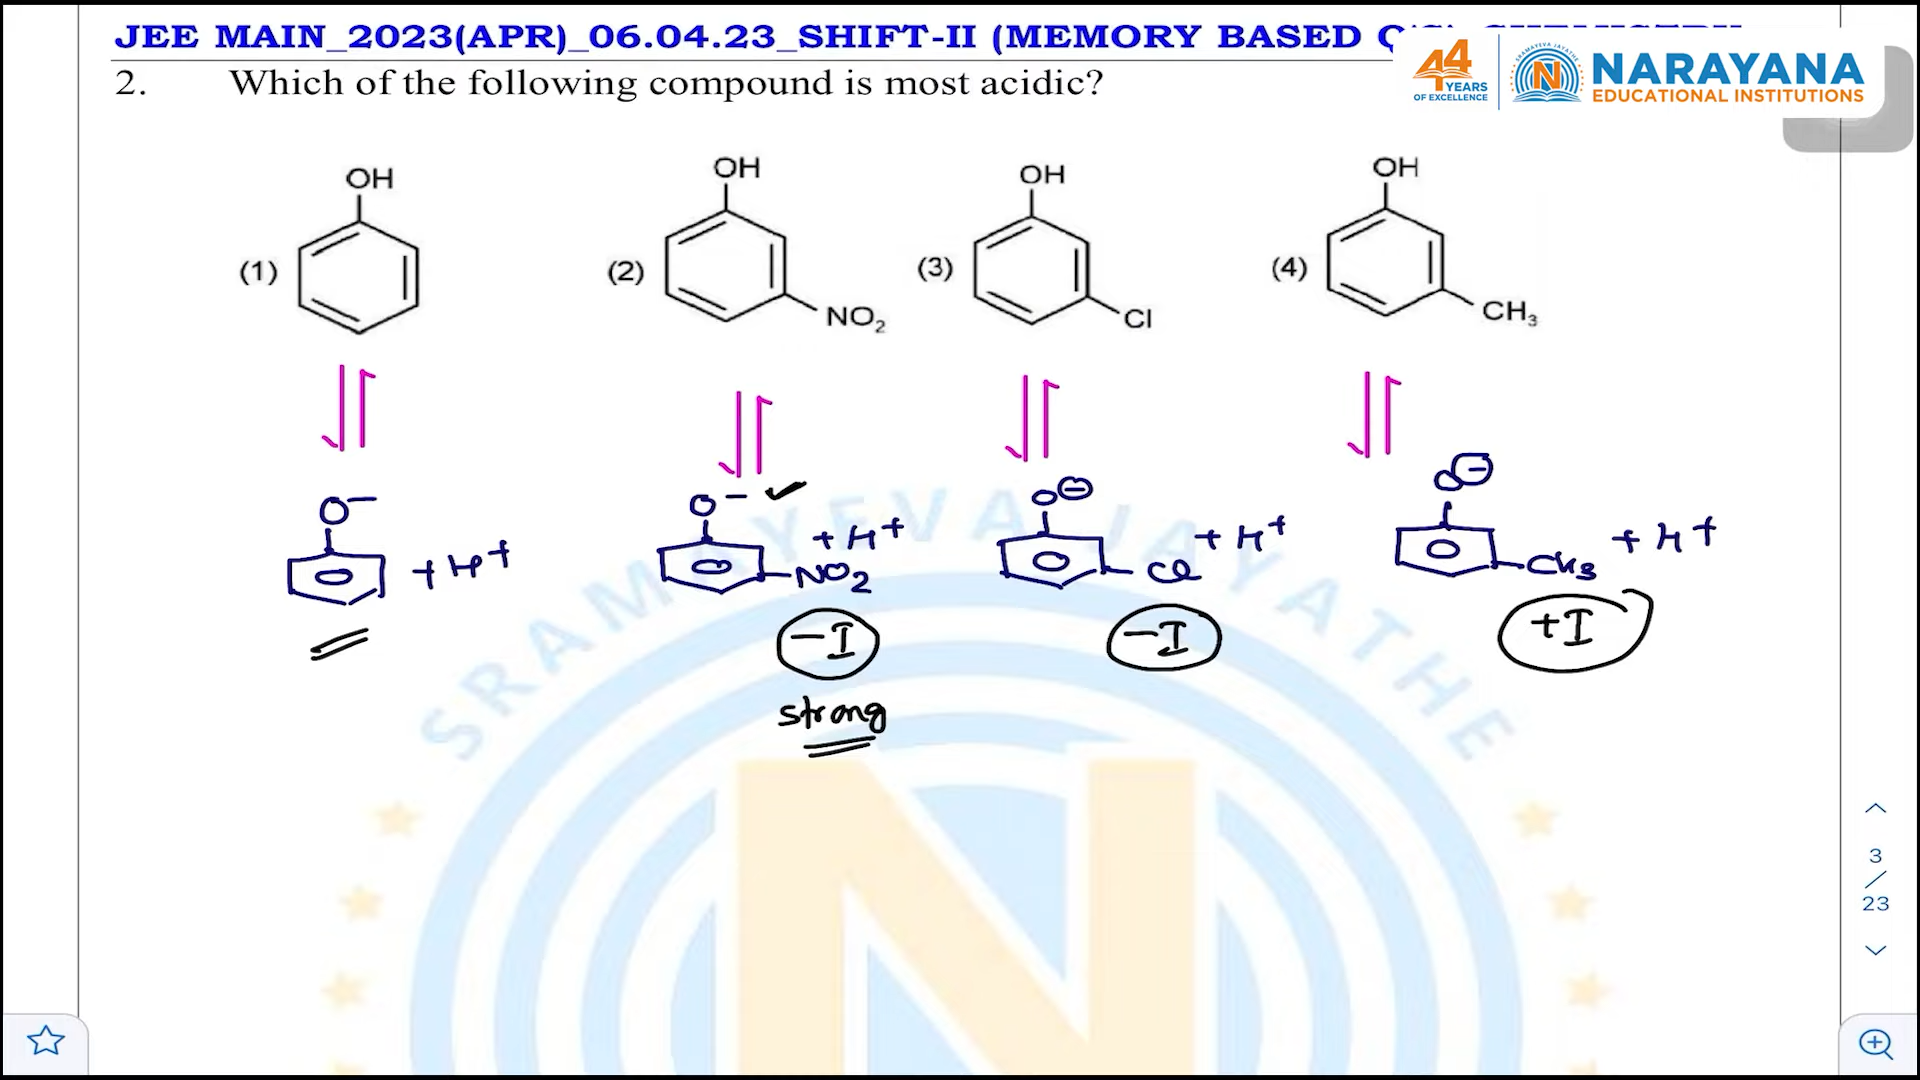 JEE MAIN_2023(APR)_06.04.23_SHIFT-II (MEMORY BASED
44 YEARS OF EXCELLENCE
NARAYANA
EDUCATIONAL INSTITUTIONS
2. Which of the following compound is most acidic?
OH OH OH OH
(1) (2) (3) (4)
NO2 Cl CH3
O− O− O⊖ O⊖
+ H+ + H+ + H+ + H+
NO2 Cl CH3
−I −I +I
strong
SRAMAYEVA JAYATHE
N
3
/
23